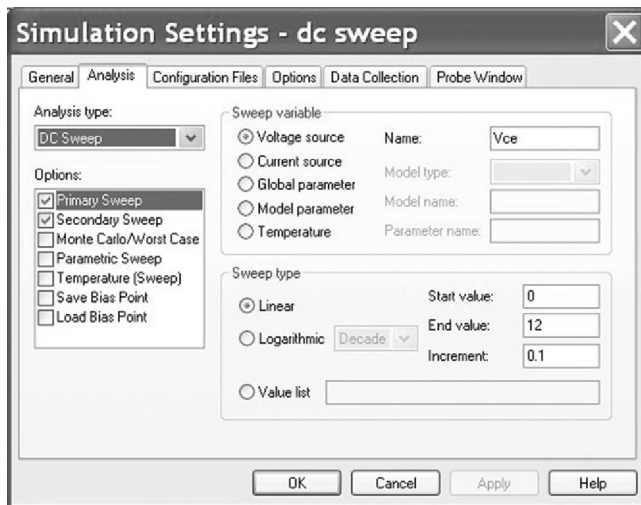 Simulation Settings - dc sweep
General Analysis Configuration Files Options Data Collection Probe Window
Analysis type:
DC Sweep
Options:
Primary Sweep
Secondary Sweep
Monte Carlo/Worst Case
Parametric Sweep
Temperature (Sweep)
Save Bias Point
Load Bias Point
Sweep variable
Voltage source
Current source
Global parameter
Model parameter
Temperature
Name: Vce
Model type:
Model name:
Parameter name:
Sweep type
Linear
Logarithmic Decade
Value list
Start value: 0
End value: 12
Increment: 0.1
OK Cancel Apply Help